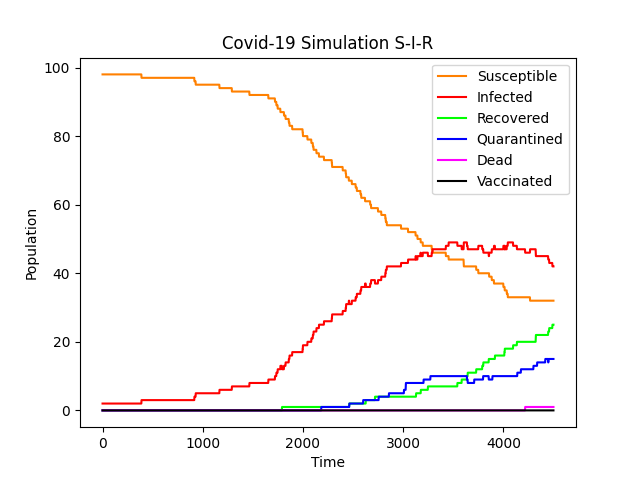 Covid-19 Simulation S-I-R
Population
100
80
60
40
20
0
Susceptible
Infected
Recovered
Quarantined
Dead
Vaccinated
0 1000 2000 3000 4000
Time